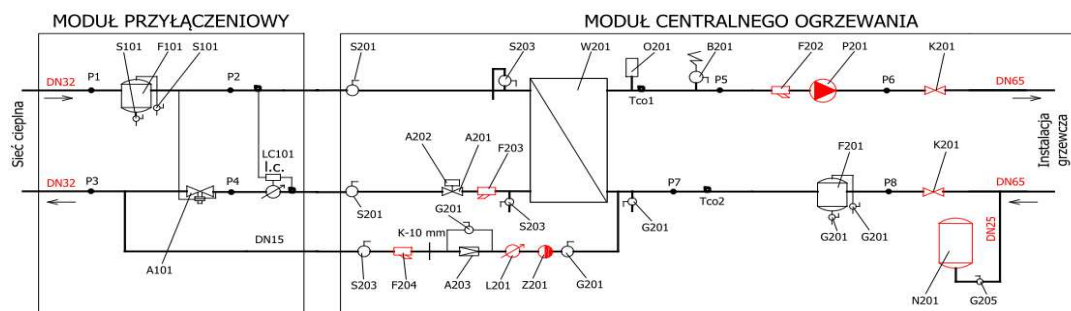 MODUŁ PRZYŁĄCZENIOWY
MODUŁ CENTRALNEGO OGRZEWANIA
S101 F101 S101
S201
S203
W201
O201
B201
F202 P201
K201
DN32
P1
P2
P5
P6
DN65
Tco1
Sieć cieplna
Instalacja
grzewcza
LC101
l.c.
A202
A201
F203
F201
K201
DN32
P3
P4
P7
Tco2
P8
DN65
S201
G201
S203
G201
G201
G201
DN25
K-10 mm
DN15
A101
S203
F204
A203
L201
Z201
G201
N201
G205